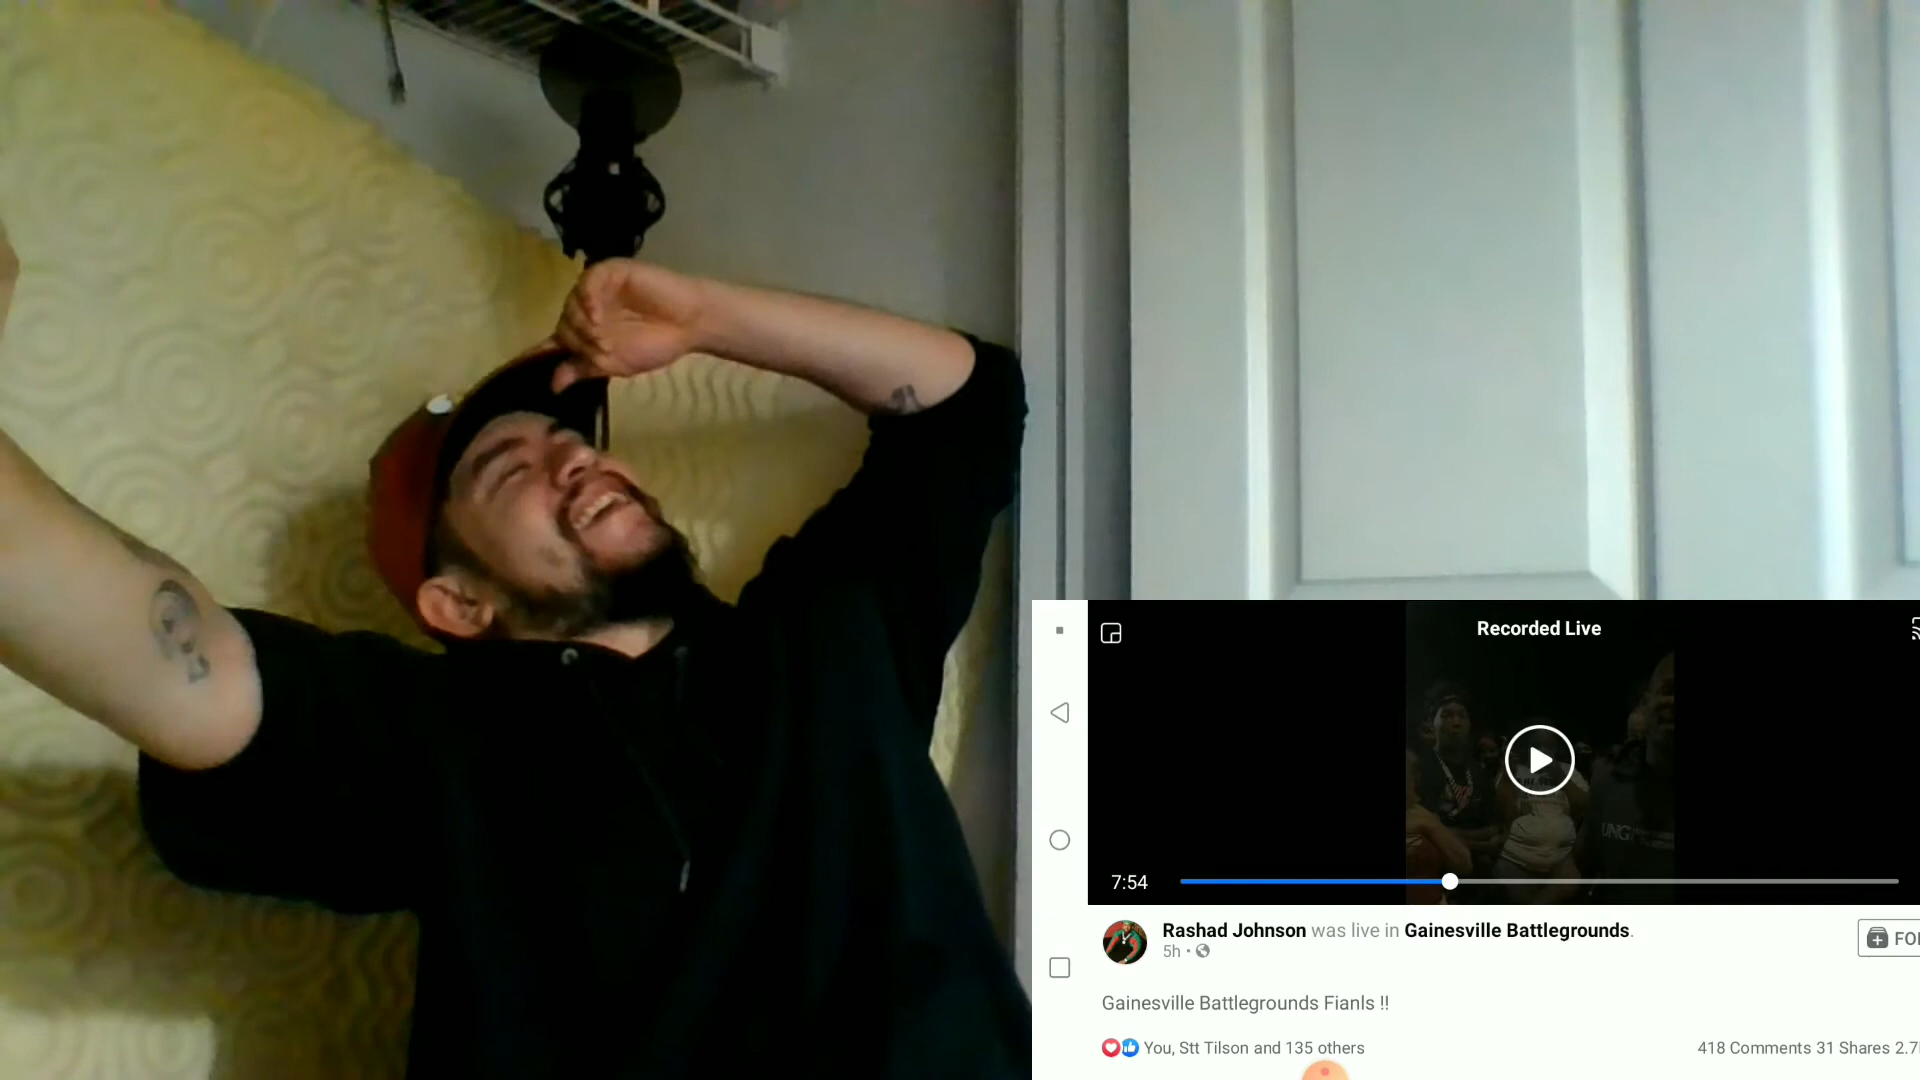 Recorded Live
7:54
Rashad Johnson was live in Gainesville Battlegrounds.
5h
Gainesville Battlegrounds Fianls !!
You, Stt Tilson and 135 others
418 Comments 31 Shares